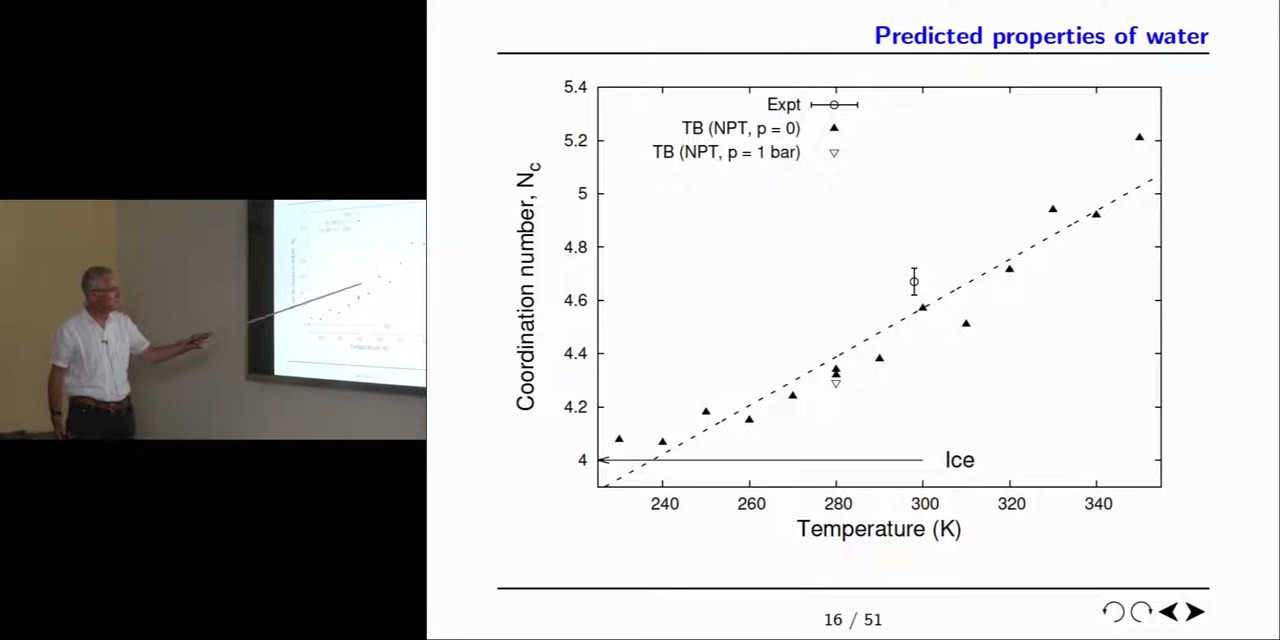 Predicted properties of water
Expt
TB (NPT, p = 0)
TB (NPT, p = 1 bar)
5.4
5.2
5
4.8
4.6
4.4
4.2
4
Coordination number, N_c
Ice
240 260 280 300 320 340
Temperature (K)
16 / 51